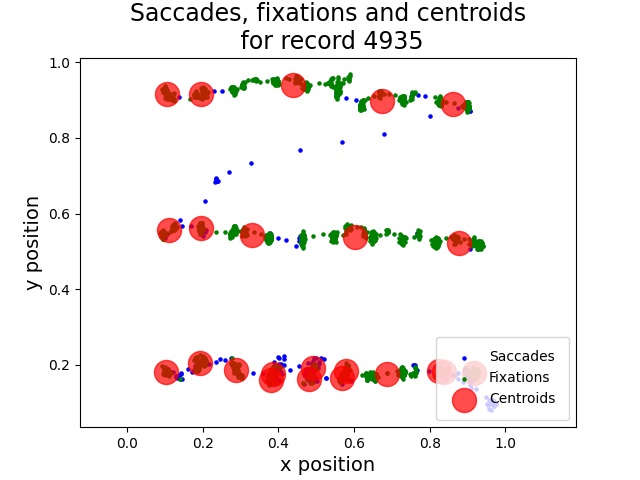 Saccades, fixations and centroids
for record 4935
y position
1.0
0.8
0.6
0.4
0.2
0.0
0.2
0.4
0.6
0.8
1.0
x position
Saccades
Fixations
Centroids